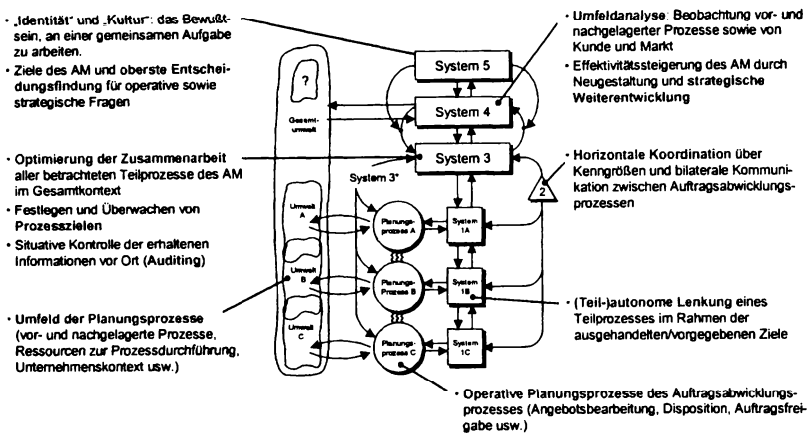 • „Identität“ und „Kultur“: das Bewußt-
sein, an einer gemeinsamen Aufgabe
zu arbeiten.
• Ziele des AM und oberste Entschei-
dungsfindung für operative sowie
strategische Fragen
• Optimierung der Zusammenarbeit
aller betrachteten Teilprozesse des AM
im Gesamtkontext
• Festlegen und Überwachen von
Prozesszielen
• Situative Kontrolle der erhaltenen
Informationen vor Ort (Auditing)
• Umfeld der Planungsprozesse
(vor- und nachgelagerte Prozesse,
Ressourcen zur Prozessdurchführung,
Unternehmenskontext usw.)
?
Gesamt-
umwelt
Umwelt
A
Umwelt
B
Umwelt
C
System 5
System 4
System 3
System 3*
2
Planungs-
prozess A
System
1A
Planungs-
prozess B
System
1B
Planungs-
prozess C
System
1C
• Umfeldanalyse: Beobachtung vor- und
nachgelagerter Prozesse sowie von
Kunde und Markt
• Effektivitätssteigerung des AM durch
Neugestaltung und strategische
Weiterentwicklung
• Horizontale Koordination über
Kenngrößen und bilaterale Kommuni-
kation zwischen Auftragsabwicklungs-
prozessen
• (Teil-)autonome Lenkung eines
Teilprozesses im Rahmen der
ausgehandelten/vorgegebenen Ziele
• Operative Planungsprozesse des Auftragsabwicklungs-
prozesses (Angebotsbearbeitung, Disposition, Auftragsfrei-
gabe usw.)